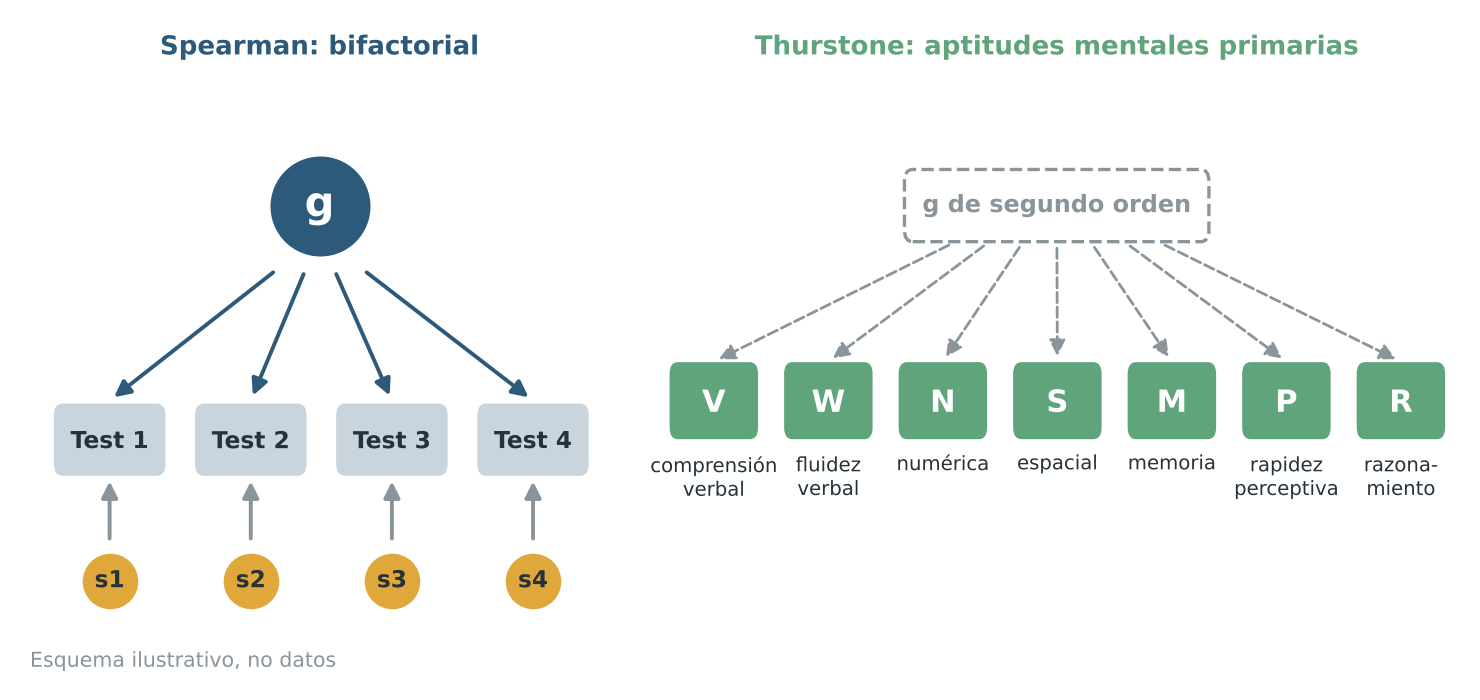 Spearman: bifactorial
g
Test 1
Test 2
Test 3
Test 4
s1
s2
s3
s4
Thurstone: aptitudes mentales primarias
g de segundo orden
V
W
N
S
M
P
R
comprensión
verbal
fluidez
verbal
numérica
espacial
memoria
rapidez
perceptiva
razona-
miento
Esquema ilustrativo, no datos